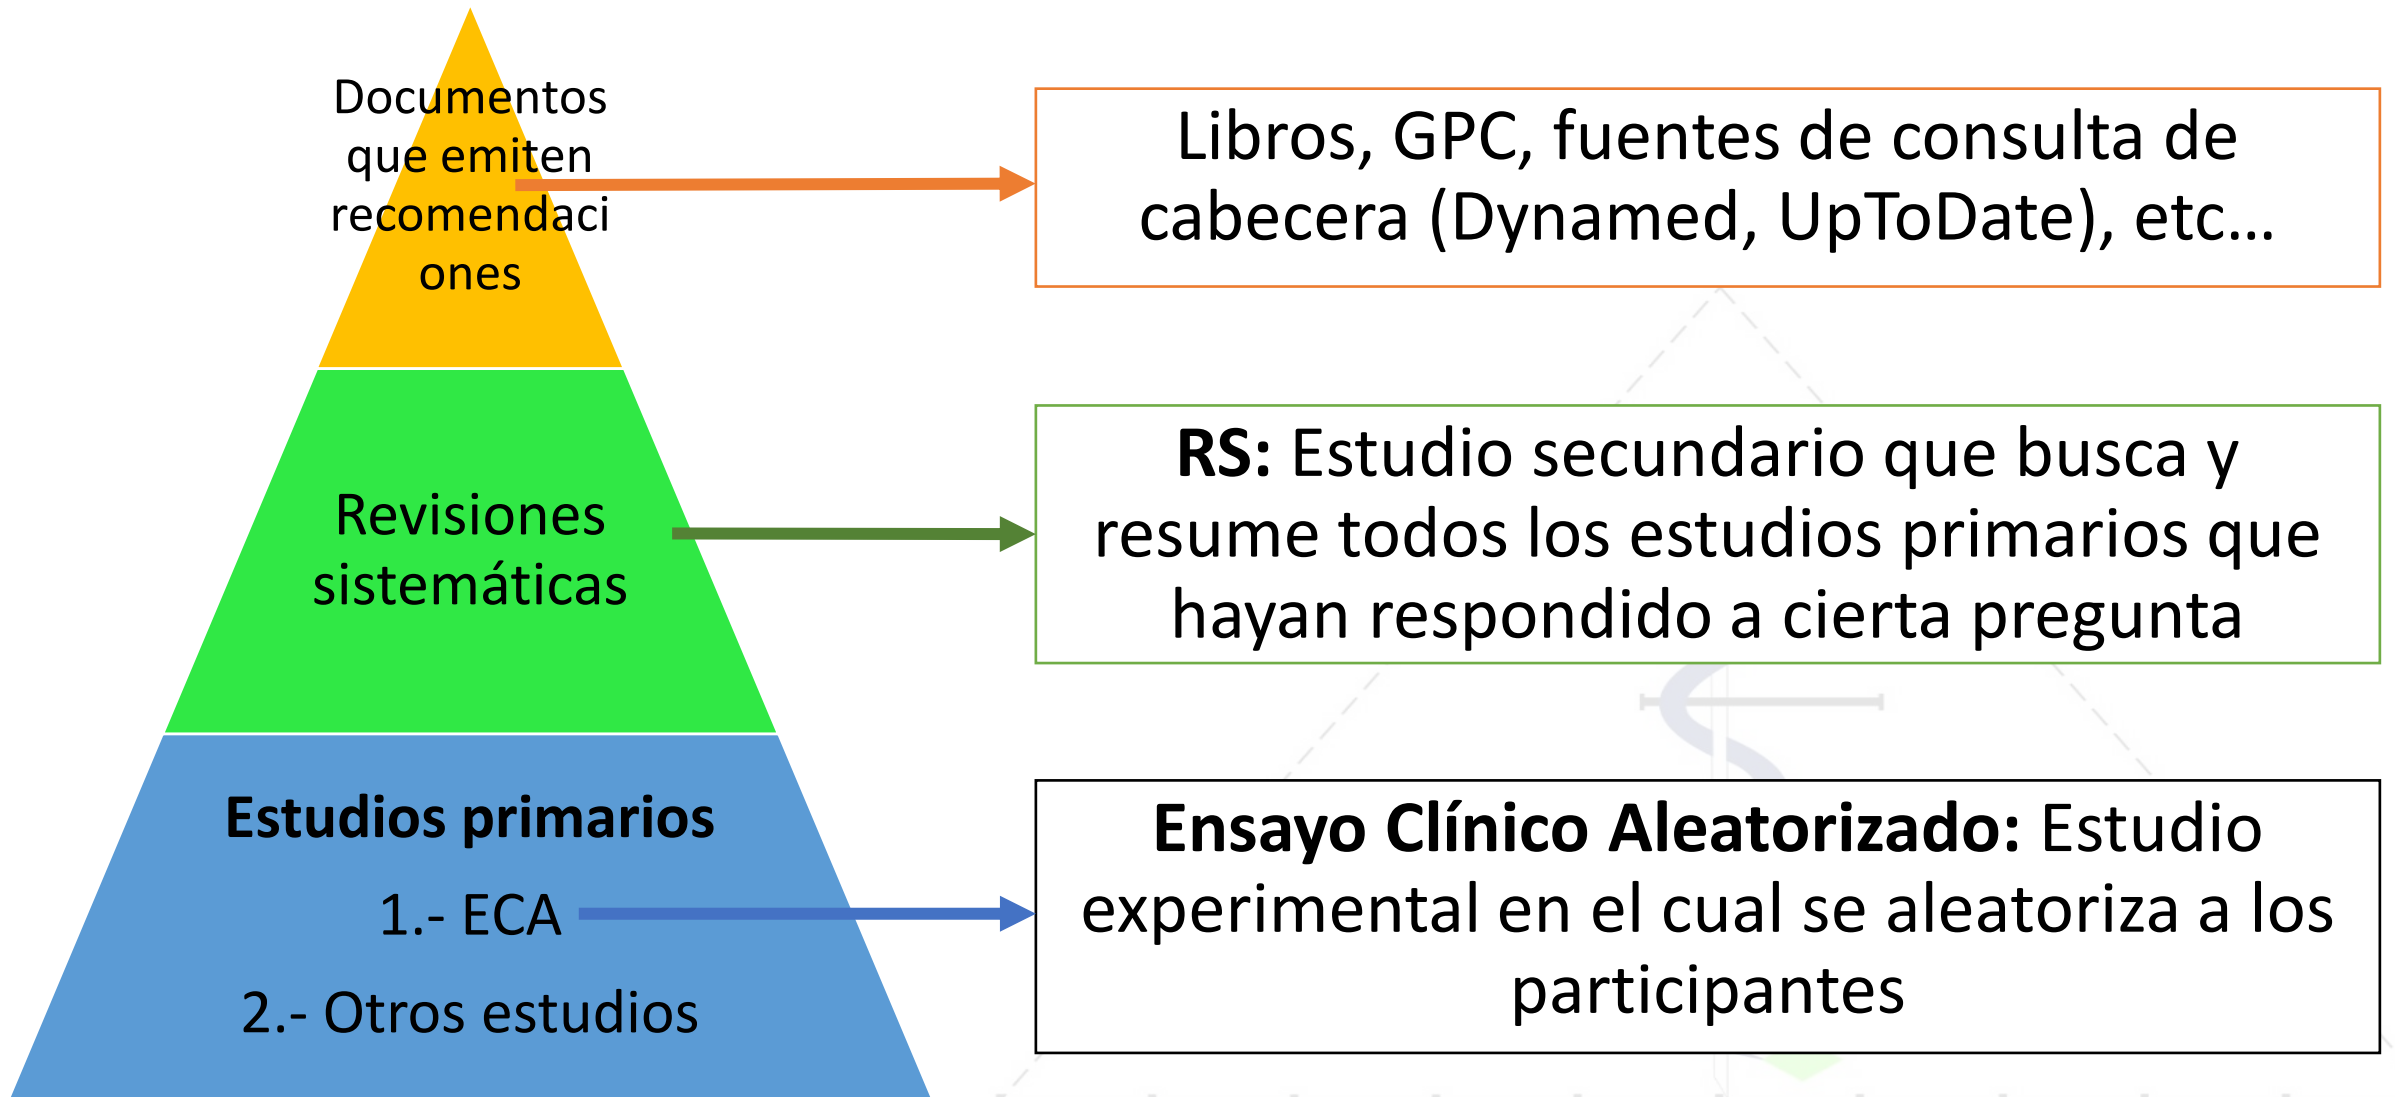 Documentos
que emiten
recomendaci
ones
Libros, GPC, fuentes de consulta de
cabecera (Dynamed, UpToDate), etc...
Revisiones
sistemáticas
RS: Estudio secundario que busca y
resume todos los estudios primarios que
hayan respondido a cierta pregunta
Estudios primarios
1.- ECA
2.- Otros estudios
Ensayo Clínico Aleatorizado: Estudio
experimental en el cual se aleatoriza a los
participantes